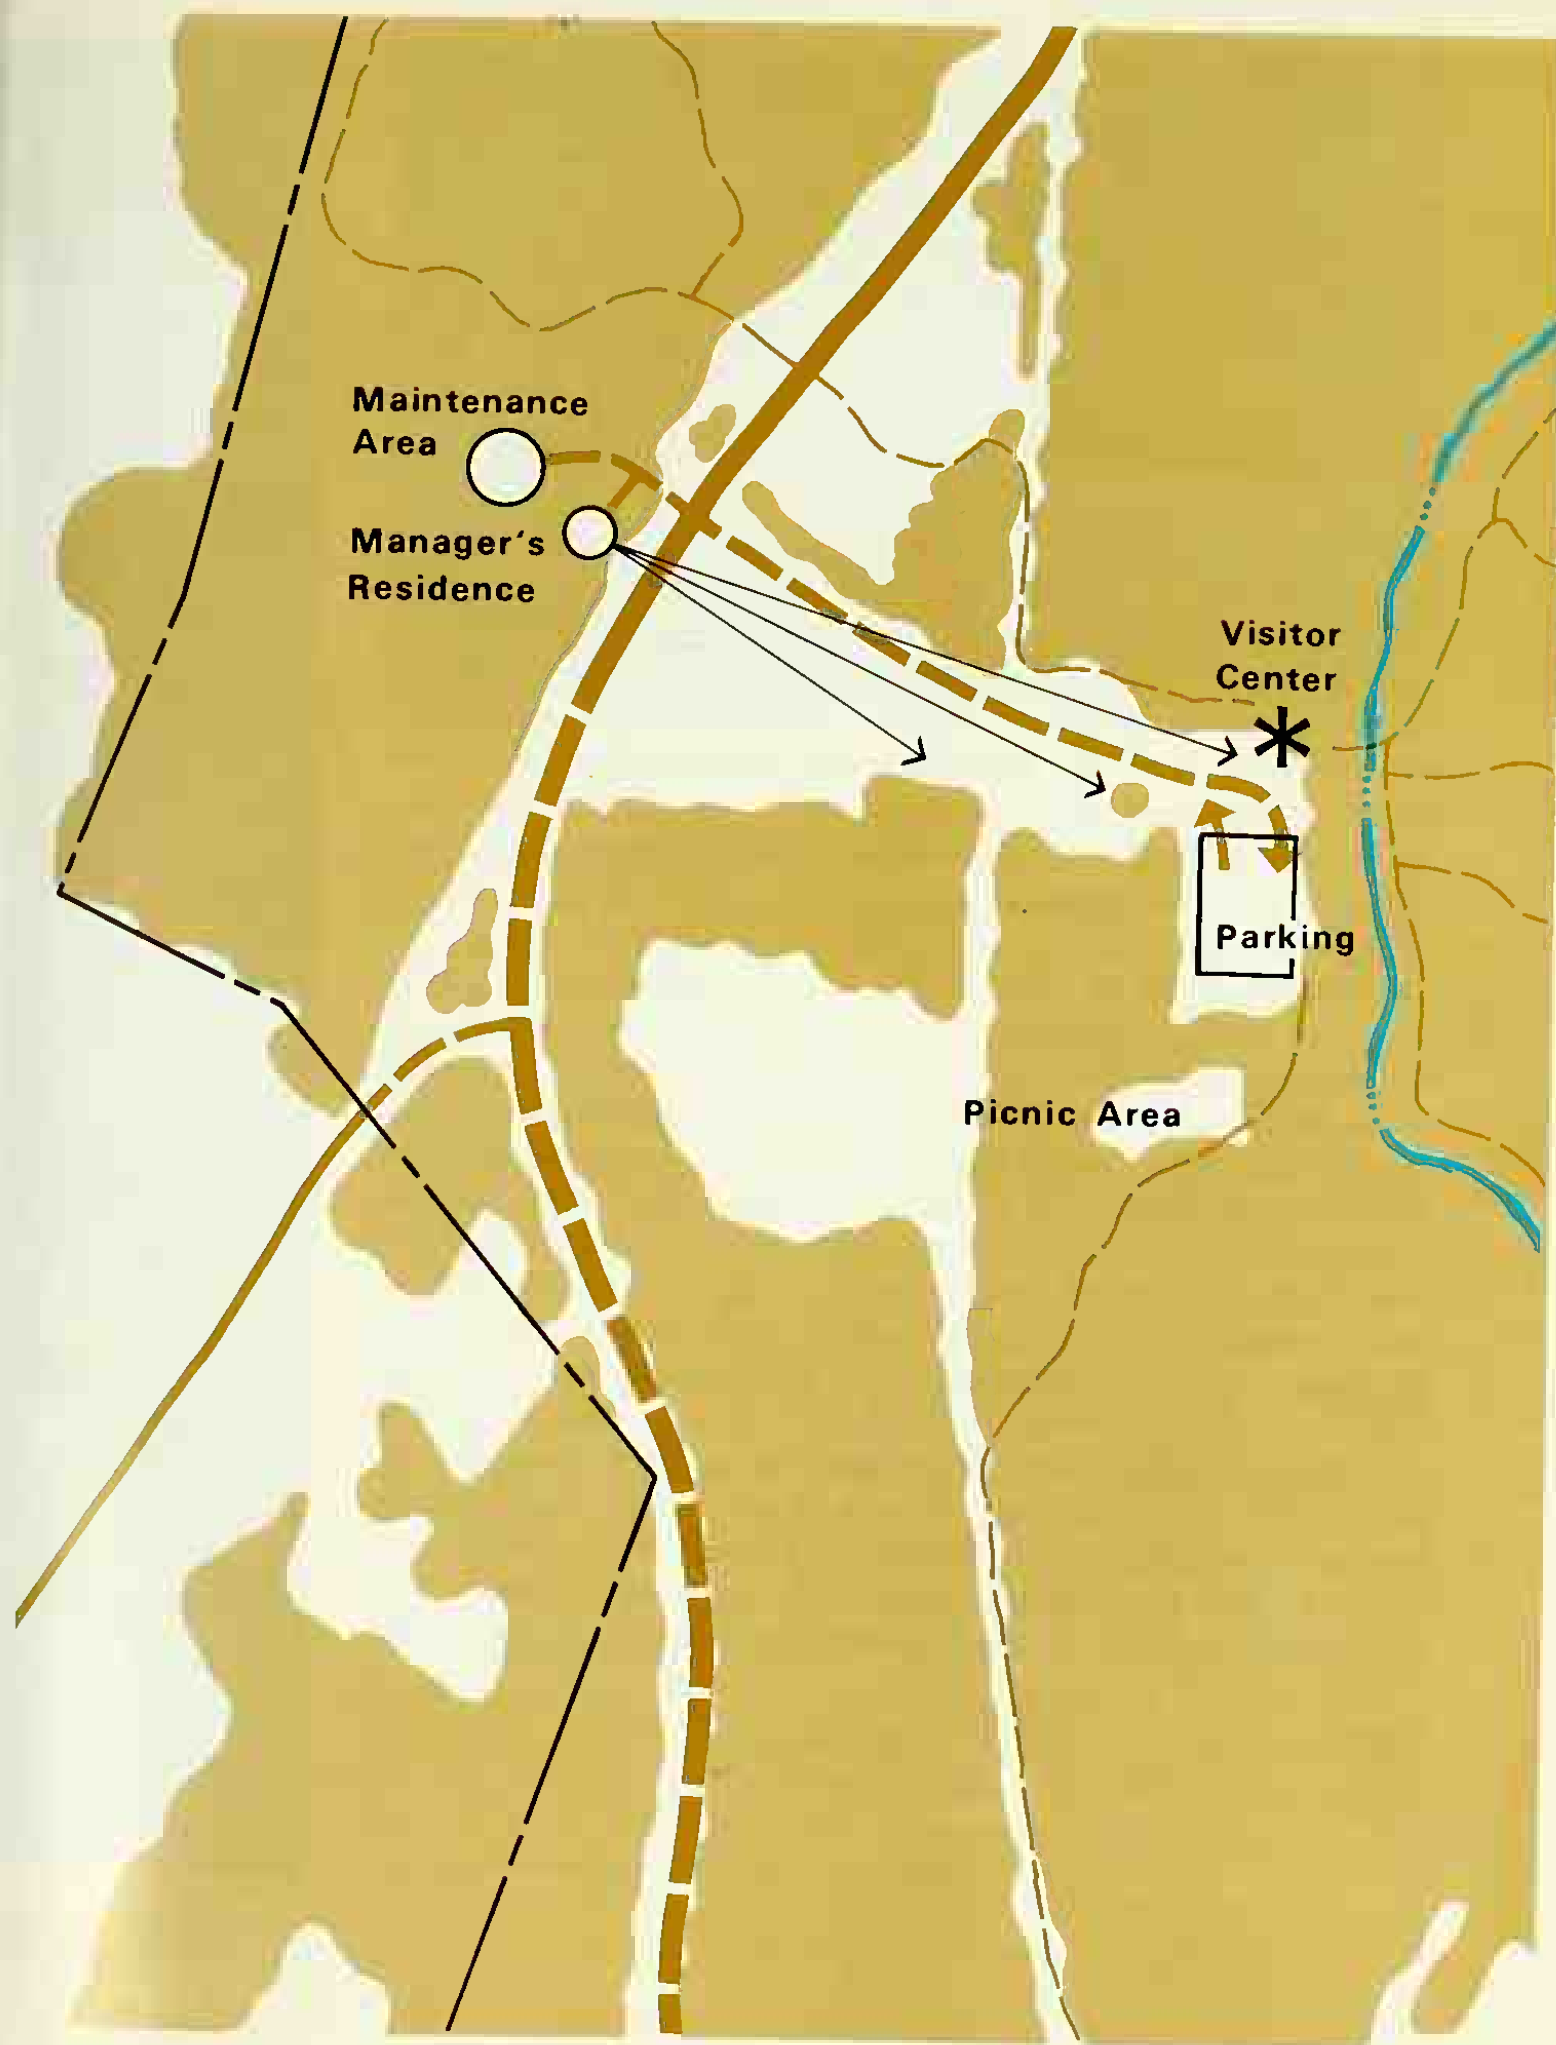 Maintenance
Area
Manager's
Residence
Visitor
Center
Parking
Picnic Area